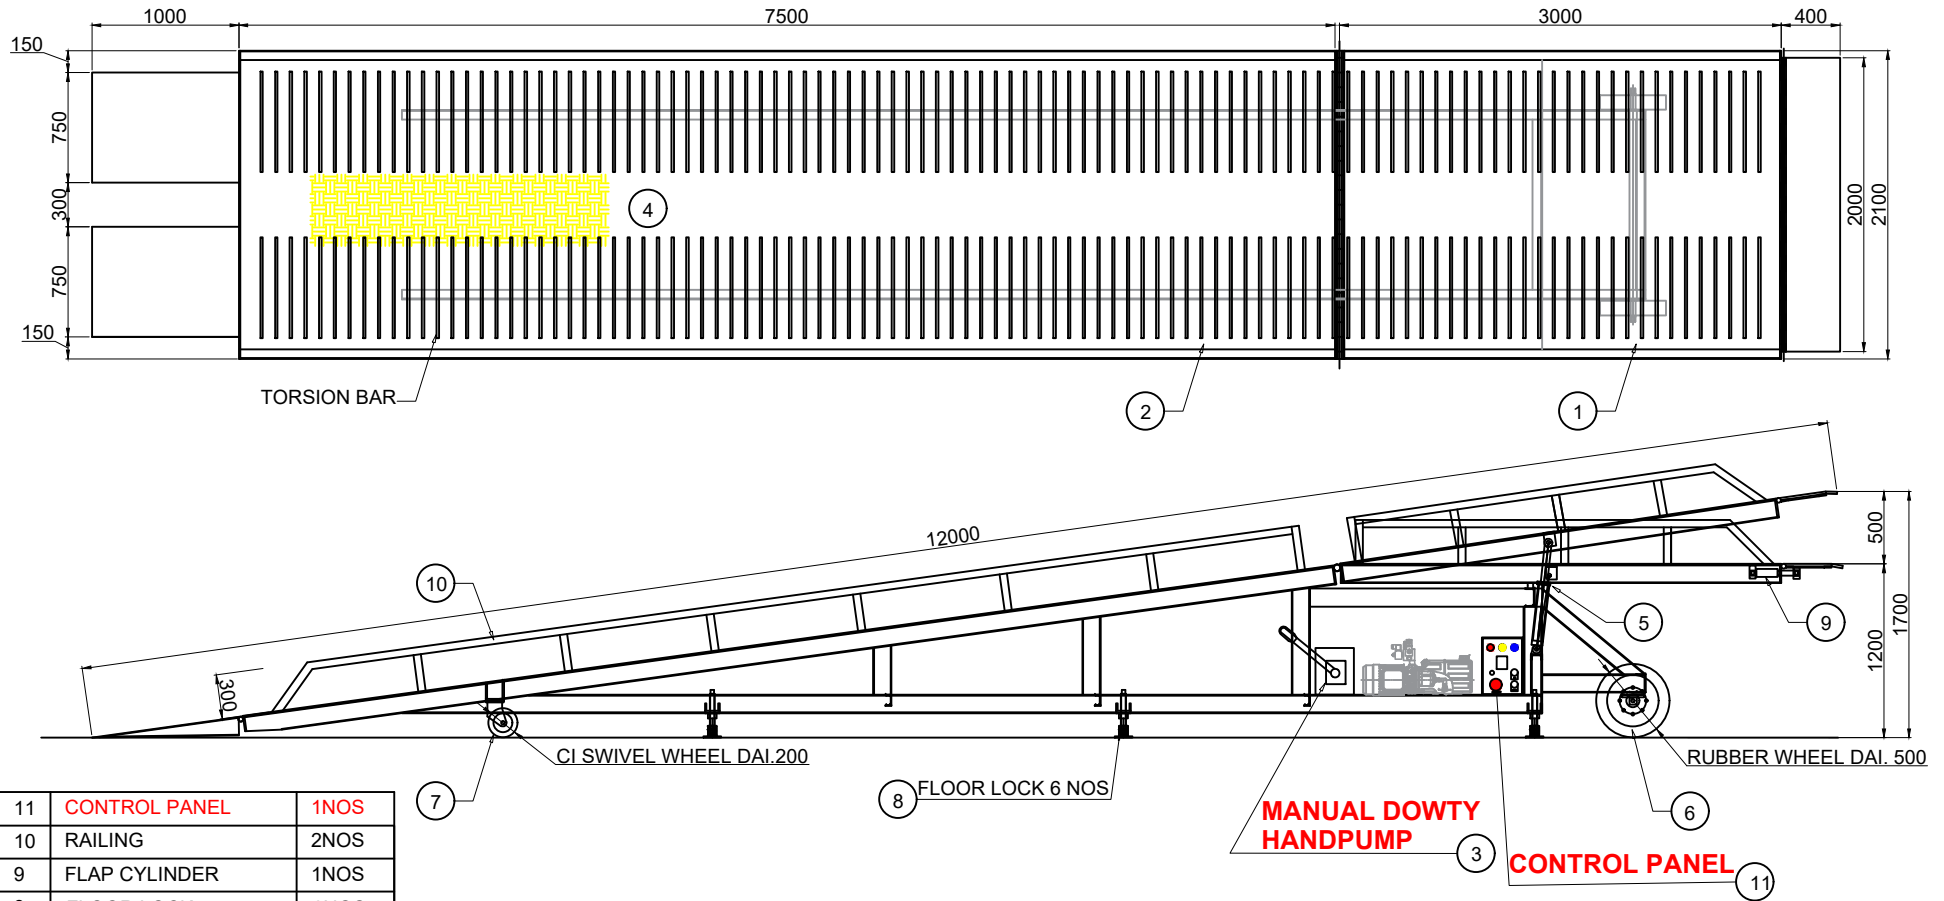 1000
7500
3000
400
150
750
300
750
150
2000
2100
4
TORSION BAR
2
1
12000
500
1700
1200
10
5
9
300
CI SWIVEL WHEEL DAI.200
RUBBER WHEEL DAI. 500
7
8 FLOOR LOCK 6 NOS
6
MANUAL DOWTY
HANDPUMP
3
CONTROL PANEL
11
11 CONTROL PANEL 1NOS
10 RAILING 2NOS
9 FLAP CYLINDER 1NOS